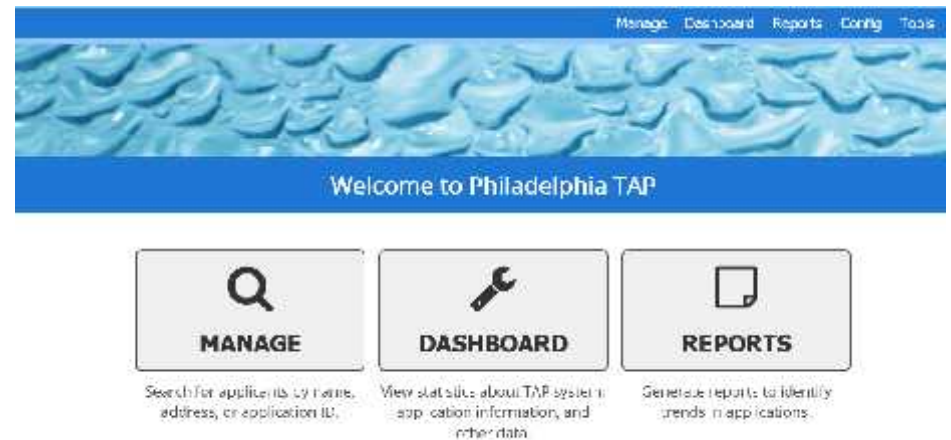 Manage Dashboard Reports Config Tools
Welcome to Philadelphia TAP
MANAGE
Search for applicants by name,
address, or application ID.
DASHBOARD
View statistics about TAP system,
application information, and
other data
REPORTS
Generate reports to identify
trends in applications.